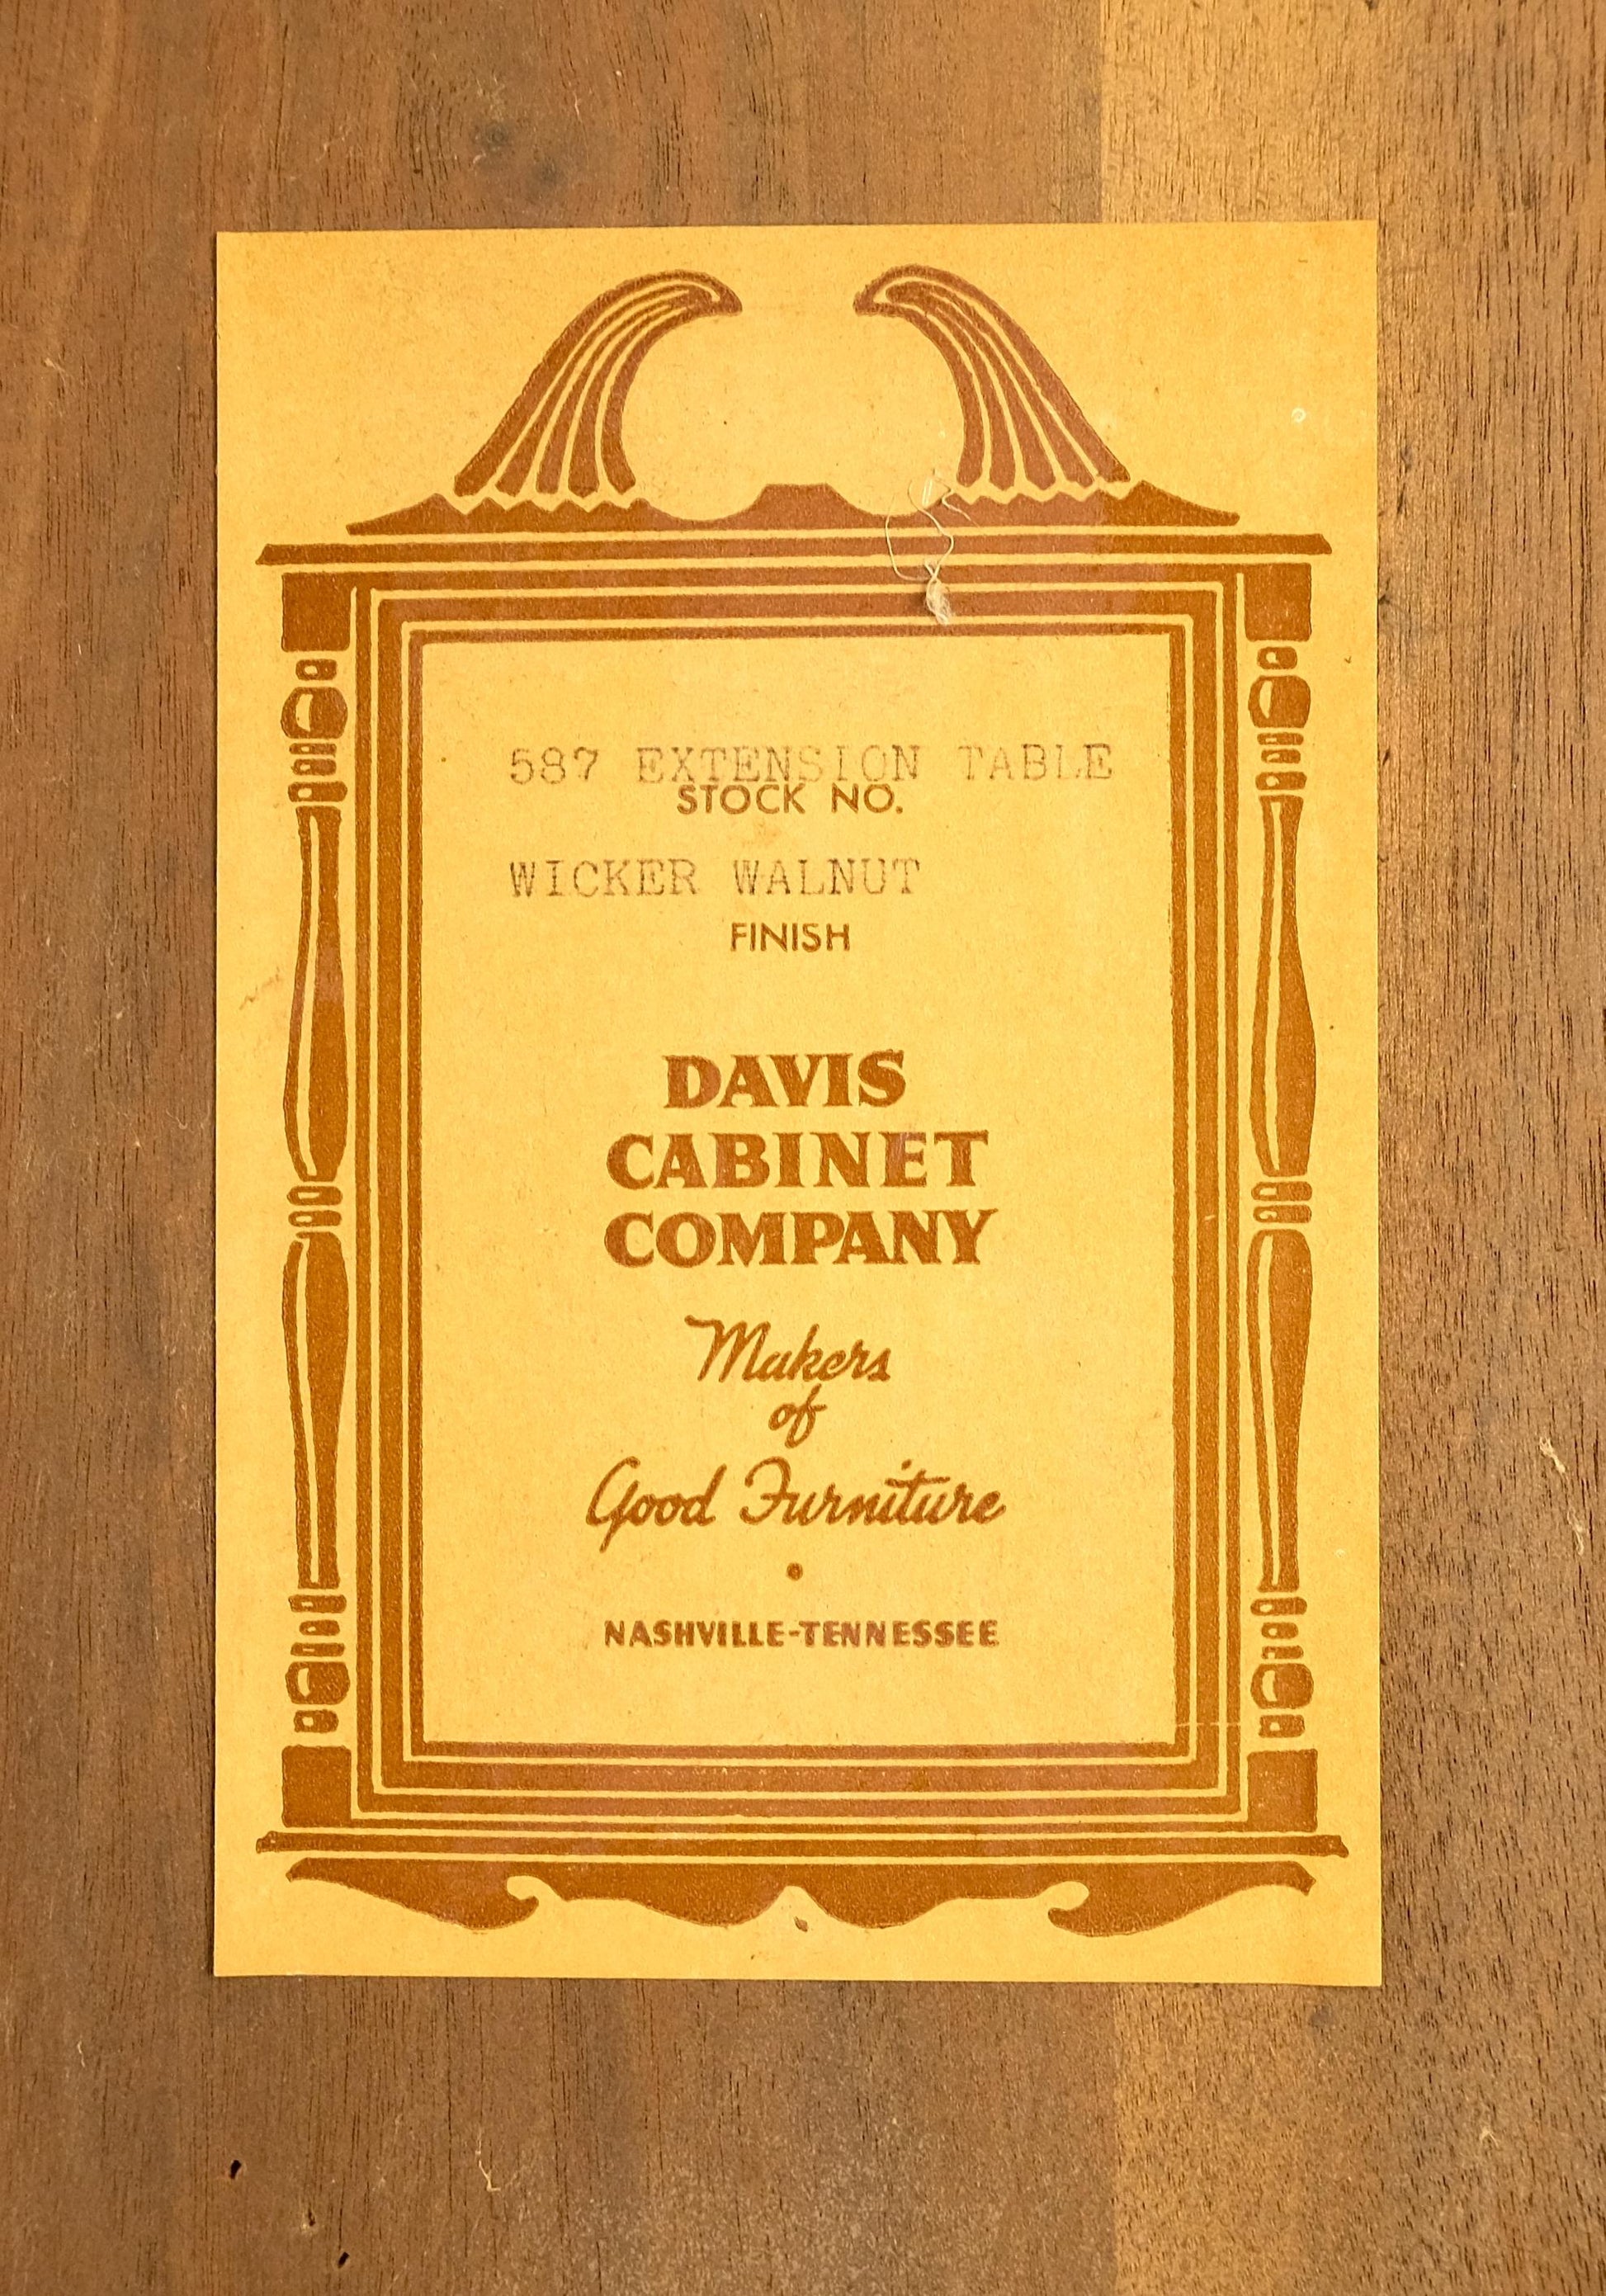 587 EXTENSION TABLE
STOCK NO.
WICKER WALNUT
FINISH
DAVIS
CABINET
COMPANY
Makers
of
Good Furniture
•
NASHVILLE-TENNESSEE